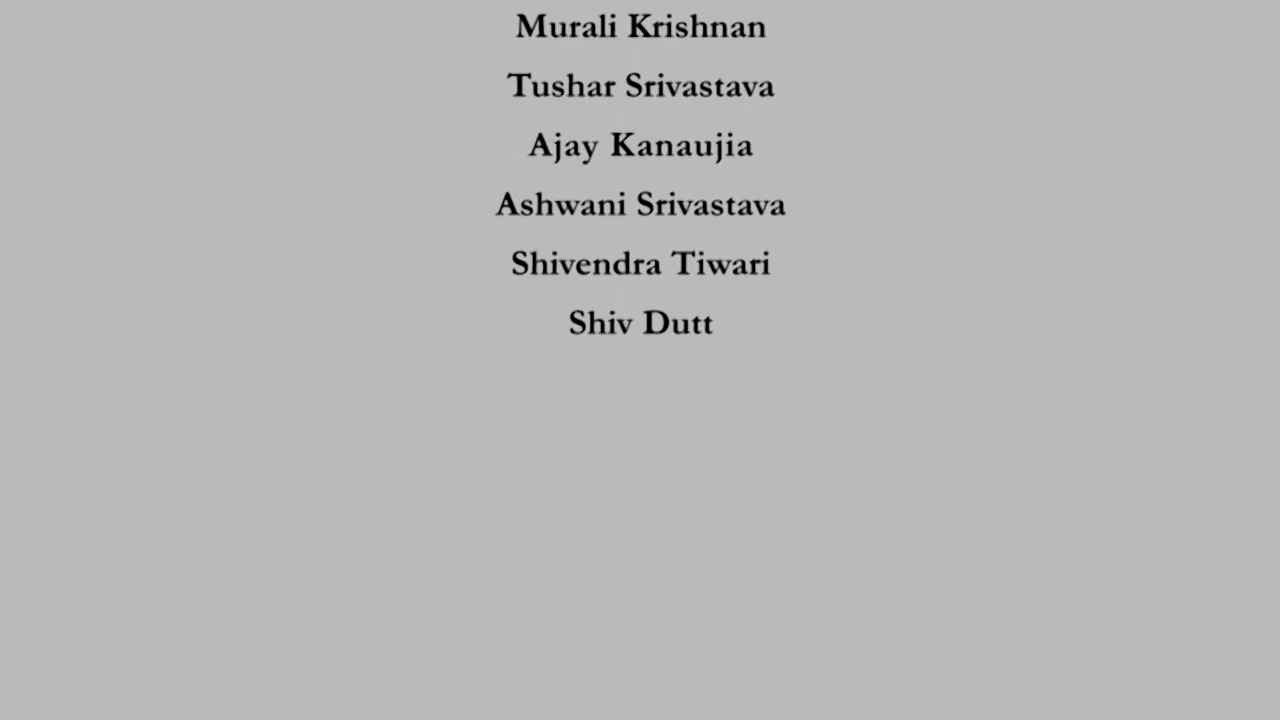 Murali Krishnan
Tushar Srivastava
Ajay Kanaujia
Ashwani Srivastava
Shivendra Tiwari
Shiv Dutt